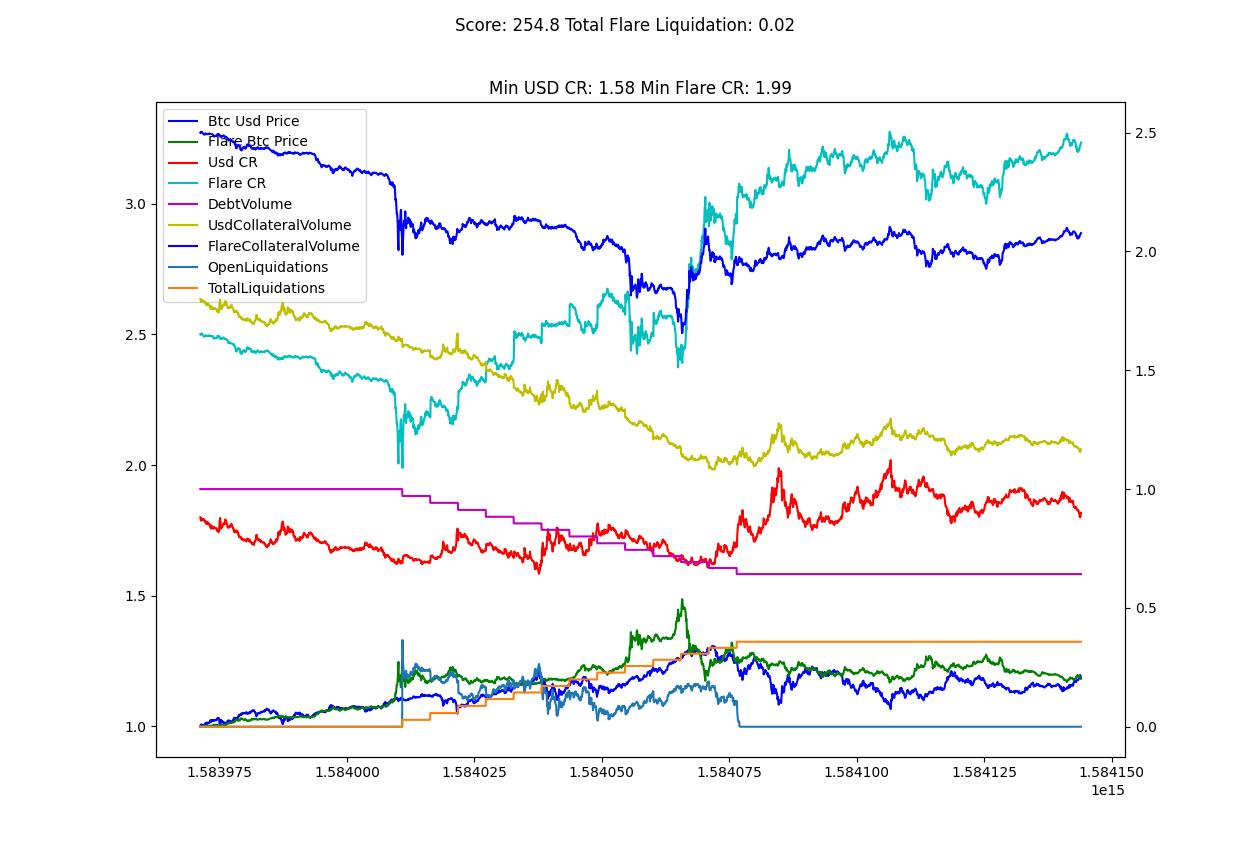 Score: 254.8 Total Flare Liquidation: 0.02
Min USD CR: 1.58 Min Flare CR: 1.99
Btc Usd Price
Flare Btc Price
Usd CR
Flare CR
DebtVolume
UsdCollateralVolume
FlareCollateralVolume
OpenLiquidations
TotalLiquidations
3.0
2.5
2.0
1.5
1.0
2.5
2.0
1.5
1.0
0.5
0.0
1.583975
1.584000
1.584025
1.584050
1.584075
1.584100
1.584125
1.584150
1e15